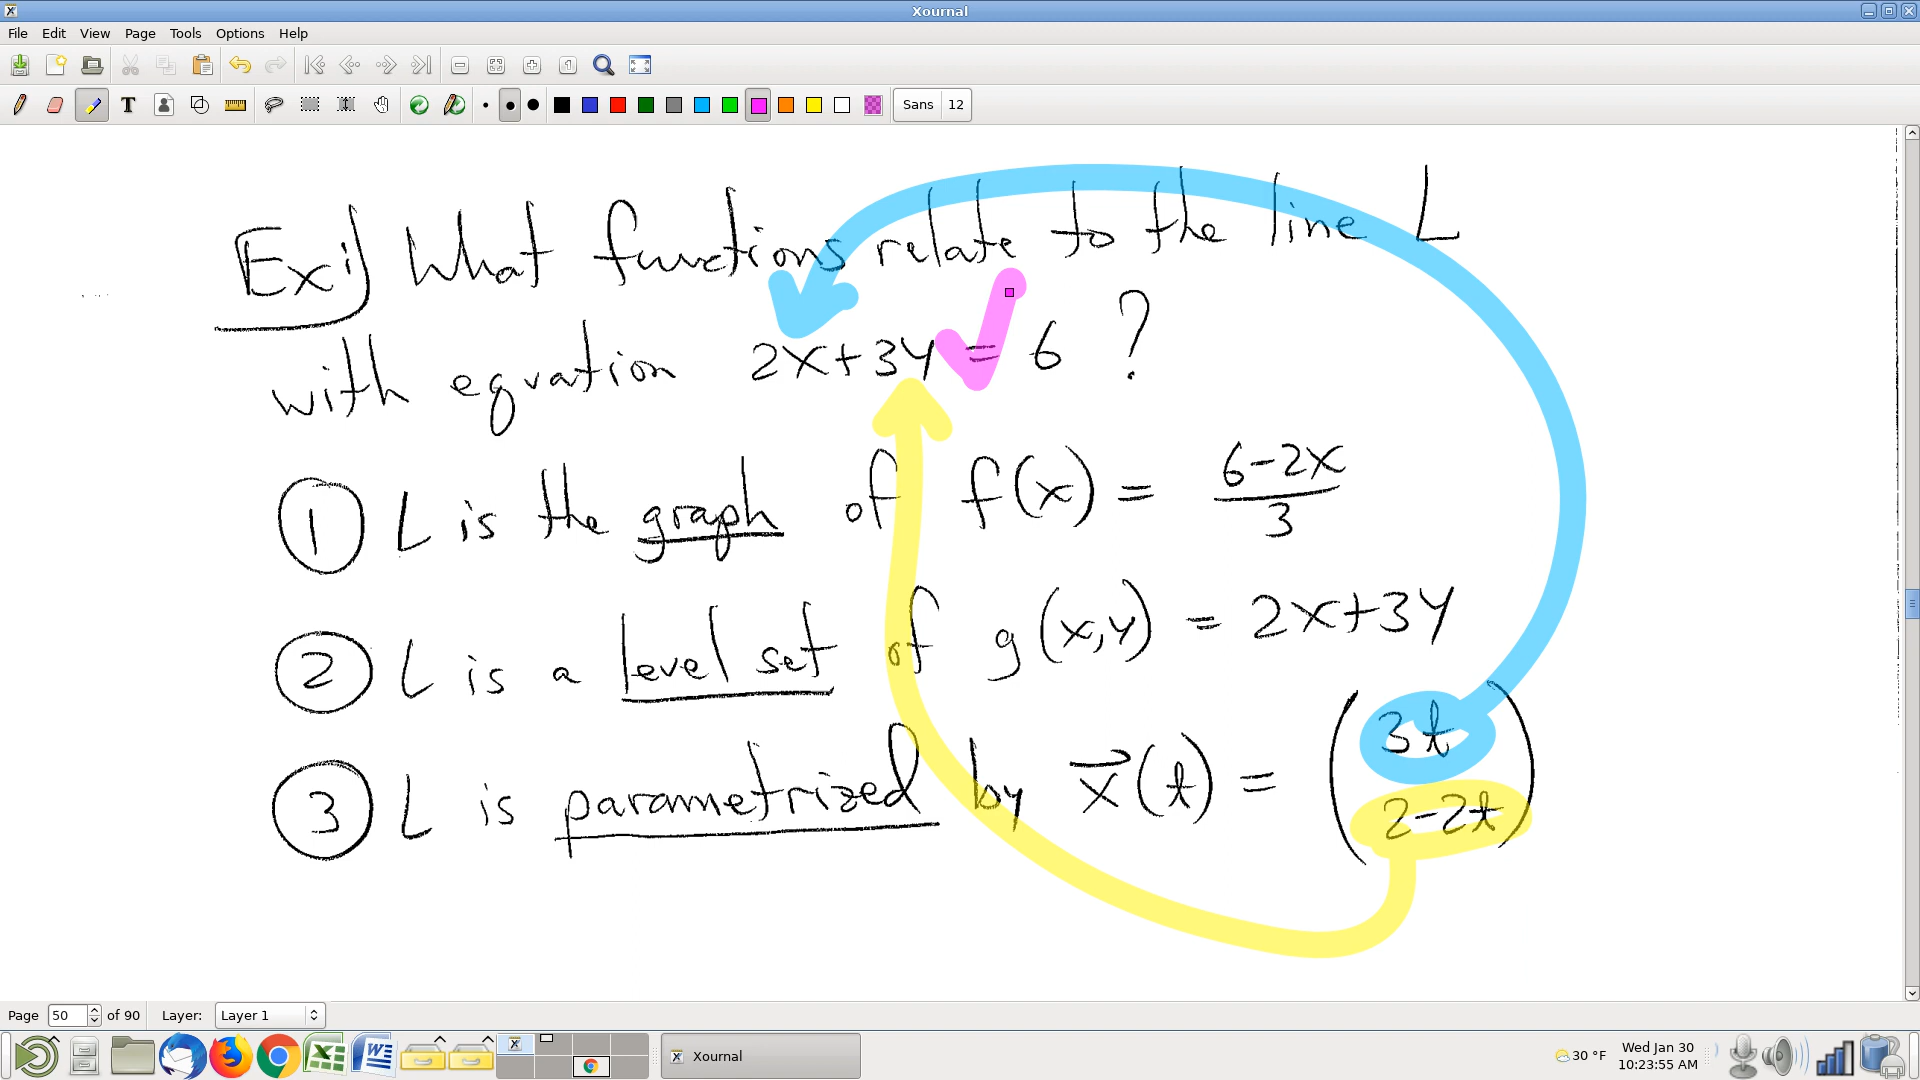 Xournal
File Edit View Page Tools Options Help
T Sans 12
Ex:) What functions relate to the line L
with equation 2x+3y = 6 ?
① L is the graph of f(x) = (6-2x)/3
② L is a level set of g(x,y) = 2x+3y
③ L is parametrized by x⃗(t) = (3t
2-2t)
Page 50 of 90 Layer: Layer 1
Xournal 30 °F Wed Jan 30
10:23:55 AM